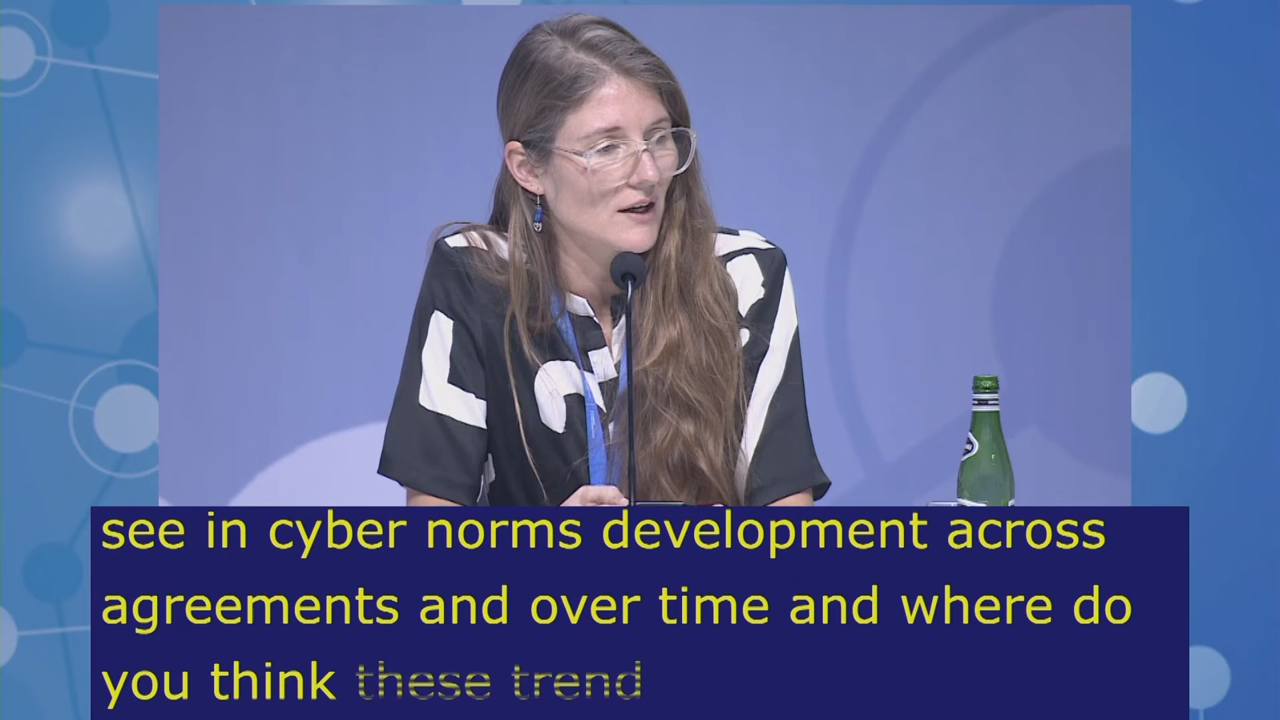 see in cyber norms development across
agreements and over time and where do
you think these trend